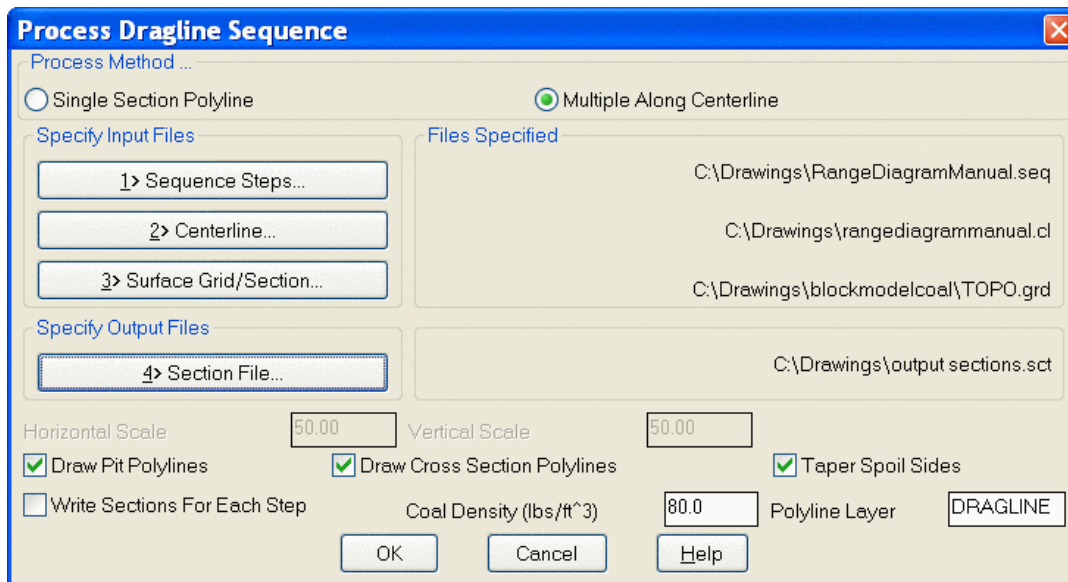 Process Dragline Sequence
Process Method ...
Single Section Polyline
Multiple Along Centerline
Specify Input Files
Files Specified
1> Sequence Steps...
C:\Drawings\RangeDiagramManual.seq
2> Centerline...
C:\Drawings\rangediagrammanual.cl
3> Surface Grid/Section...
C:\Drawings\blockmodelcoal\TOPO.grd
Specify Output Files
4> Section File...
C:\Drawings\output sections.sct
Horizontal Scale 50.00 Vertical Scale 50.00
Draw Pit Polylines Draw Cross Section Polylines Taper Spoil Sides
Write Sections For Each Step Coal Density (lbs/ft^3) 80.0 Polyline Layer DRAGLINE
OK Cancel Help